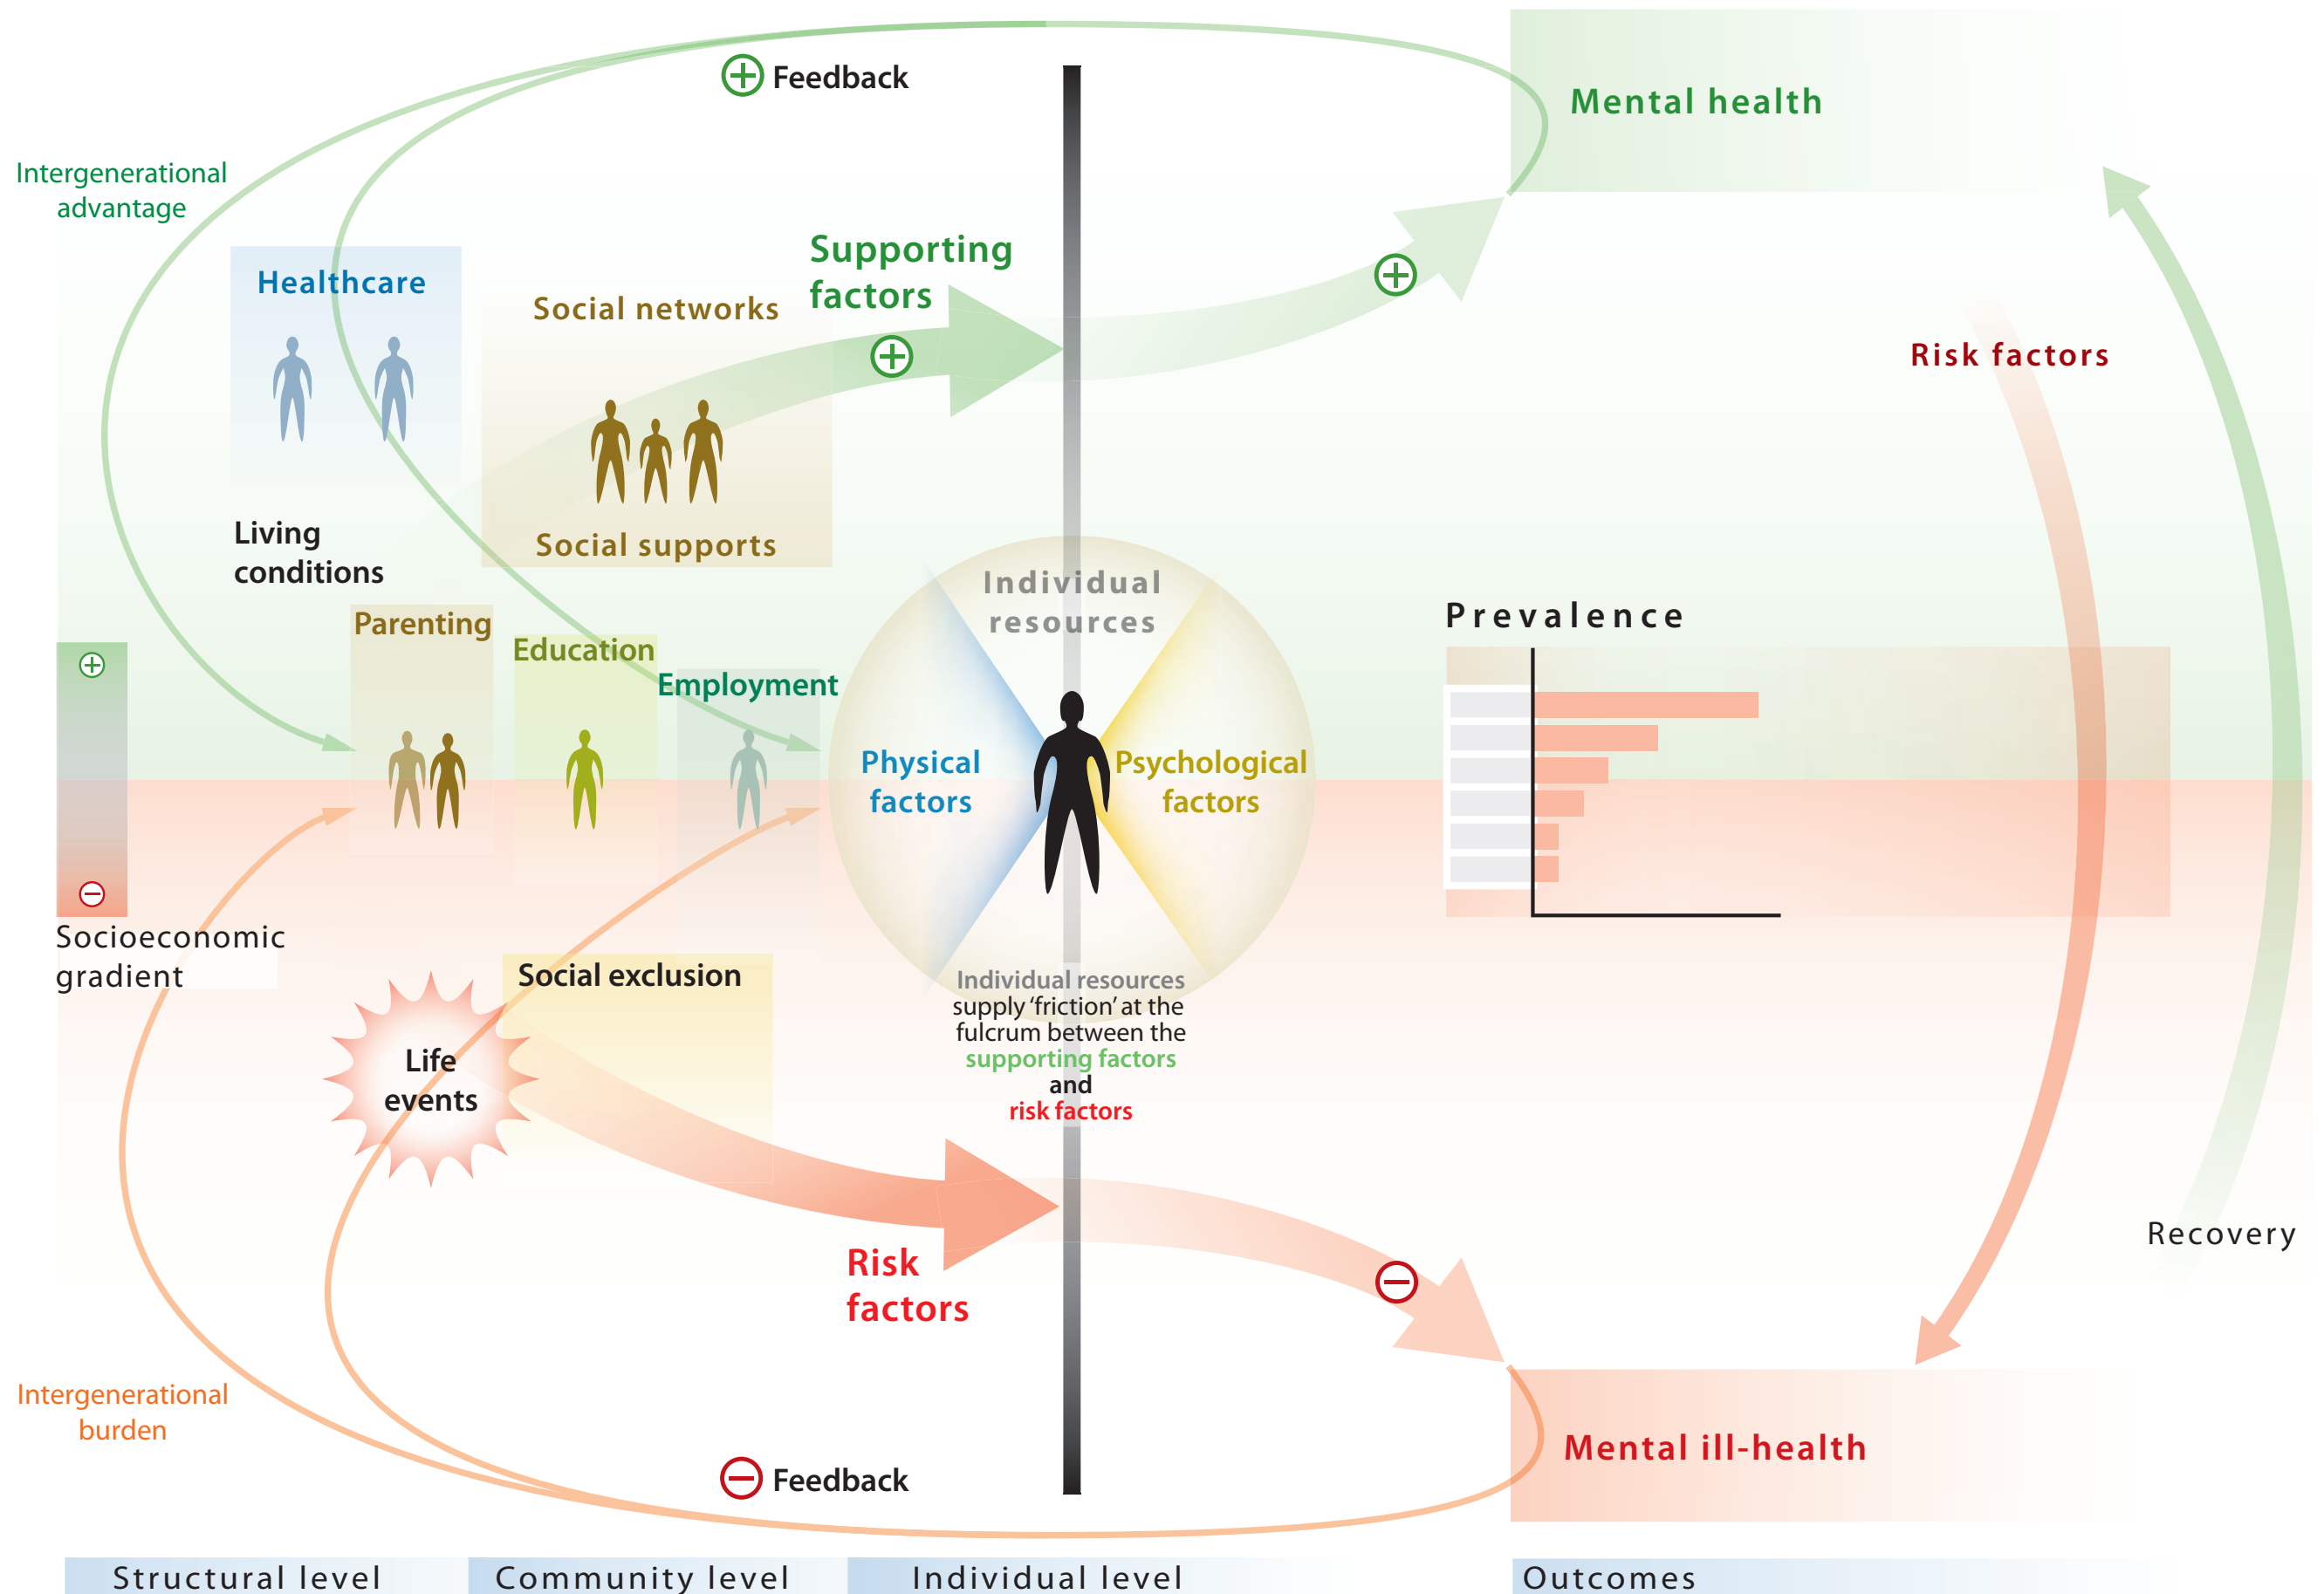 Feedback
Mental health
Intergenerational
advantage
Supporting
factors
Healthcare
Social networks
Risk factors
Living
conditions
Social supports
Individual
resources
Prevalence
Parenting
Education
Employment
Physical
factors
Psychological
factors
Socioeconomic
gradient
Social exclusion
Individual resources
supply ‘friction’ at the
fulcrum between the
supporting factors
and
risk factors
Life
events
Recovery
Risk
factors
Intergenerational
burden
Mental ill-health
Feedback
Structural level
Community level
Individual level
Outcomes